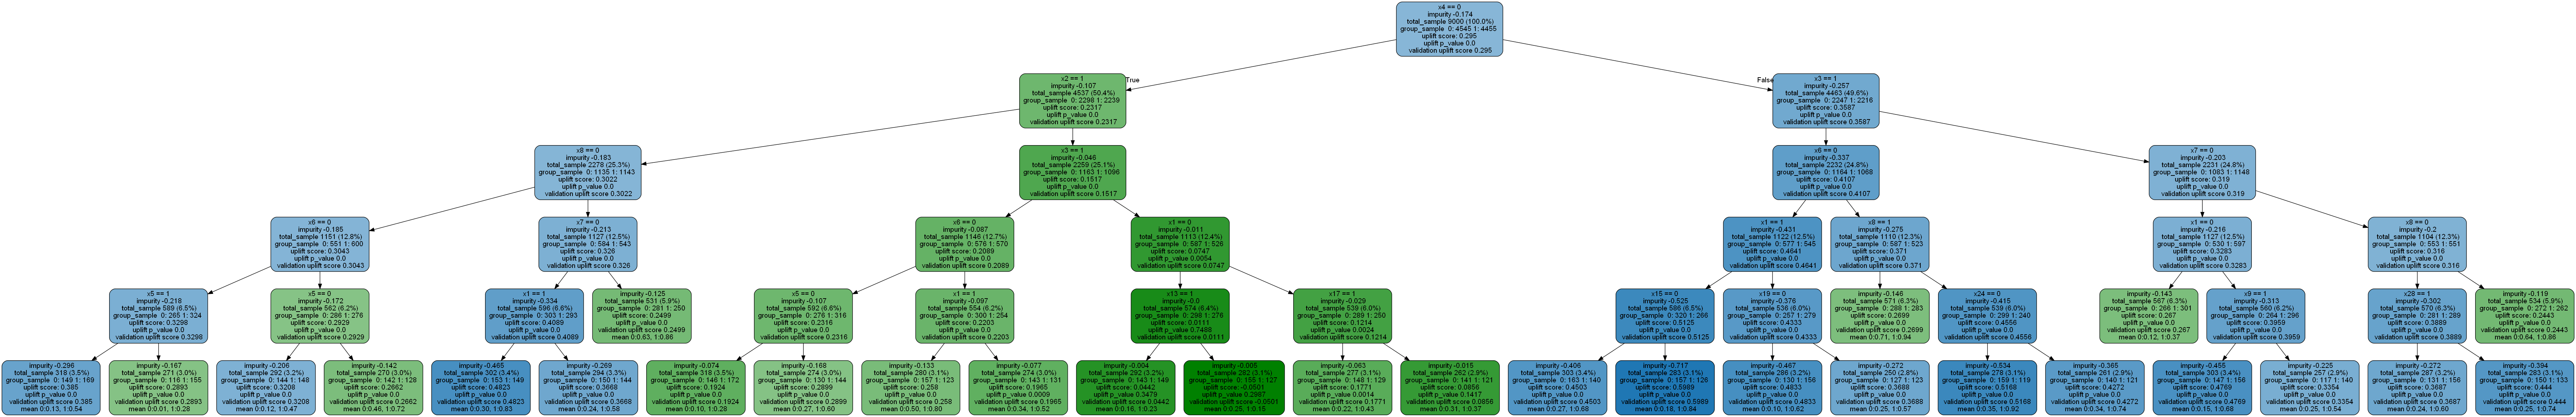 x4 == 0
impurity -0.174
total_sample 9000 (100.0%)
group_sample 0: 4545 1: 4455
uplift score: 0.295
uplift p_value 0.0
validation uplift score 0.295
True
False
x2 == 1
impurity -0.107
total_sample 4537 (50.4%)
group_sample 0: 2298 1: 2239
uplift score: 0.2317
uplift p_value 0.0
validation uplift score 0.2317
x3 == 1
impurity -0.257
total_sample 4463 (49.6%)
group_sample 0: 2247 1: 2216
uplift score: 0.3587
uplift p_value 0.0
validation uplift score 0.3587
x8 == 0
impurity -0.183
total_sample 2278 (25.3%)
group_sample 0: 1135 1: 1143
uplift score: 0.3022
uplift p_value 0.0
validation uplift score 0.3022
x3 == 1
impurity -0.046
total_sample 2259 (25.1%)
group_sample 0: 1163 1: 1096
uplift score: 0.1517
uplift p_value 0.0
validation uplift score 0.1517
x6 == 0
impurity -0.337
total_sample 2232 (24.8%)
group_sample 0: 1164 1: 1068
uplift score: 0.4107
uplift p_value 0.0
validation uplift score 0.4107
x7 == 0
impurity -0.203
total_sample 2231 (24.8%)
group_sample 0: 1083 1: 1148
uplift score: 0.319
uplift p_value 0.0
validation uplift score 0.319
x6 == 0
impurity -0.185
total_sample 1151 (12.8%)
group_sample 0: 551 1: 600
uplift score: 0.3043
uplift p_value 0.0
validation uplift score 0.3043
x7 == 0
impurity -0.213
total_sample 1127 (12.5%)
group_sample 0: 584 1: 543
uplift score: 0.326
uplift p_value 0.0
validation uplift score 0.326
x6 == 0
impurity -0.087
total_sample 1146 (12.7%)
group_sample 0: 576 1: 570
uplift score: 0.2089
uplift p_value 0.0
validation uplift score 0.2089
x1 == 0
impurity -0.011
total_sample 1113 (12.4%)
group_sample 0: 587 1: 526
uplift score: 0.0747
uplift p_value 0.0054
validation uplift score 0.0747
x1 == 1
impurity -0.431
total_sample 1122 (12.5%)
group_sample 0: 577 1: 545
uplift score: 0.4641
uplift p_value 0.0
validation uplift score 0.4641
x8 == 1
impurity -0.275
total_sample 1110 (12.3%)
group_sample 0: 587 1: 523
uplift score: 0.371
uplift p_value 0.0
validation uplift score 0.371
x1 == 0
impurity -0.216
total_sample 1127 (12.5%)
group_sample 0: 530 1: 597
uplift score: 0.3283
uplift p_value 0.0
validation uplift score 0.3283
x8 == 0
impurity -0.2
total_sample 1104 (12.3%)
group_sample 0: 553 1: 551
uplift score: 0.316
uplift p_value 0.0
validation uplift score 0.316
x5 == 1
impurity -0.218
total_sample 589 (6.5%)
group_sample 0: 265 1: 324
uplift score: 0.3298
uplift p_value 0.0
validation uplift score 0.3298
x5 == 0
impurity -0.172
total_sample 562 (6.2%)
group_sample 0: 286 1: 276
uplift score: 0.2929
uplift p_value 0.0
validation uplift score 0.2929
x1 == 1
impurity -0.334
total_sample 596 (6.6%)
group_sample 0: 303 1: 293
uplift score: 0.4089
uplift p_value 0.0
validation uplift score 0.4089
impurity -0.125
total_sample 531 (5.9%)
group_sample 0: 281 1: 250
uplift score: 0.2499
uplift p_value 0.0
validation uplift score 0.2499
mean 0:0.63, 1:0.86
x5 == 0
impurity -0.107
total_sample 592 (6.6%)
group_sample 0: 276 1: 316
uplift score: 0.2316
uplift p_value 0.0
validation uplift score 0.2316
x1 == 1
impurity -0.097
total_sample 554 (6.2%)
group_sample 0: 300 1: 254
uplift score: 0.2203
uplift p_value 0.0
validation uplift score 0.2203
x13 == 1
impurity -0.0
total_sample 574 (6.4%)
group_sample 0: 298 1: 276
uplift score: 0.0111
uplift p_value 0.7488
validation uplift score 0.0111
x17 == 1
impurity -0.029
total_sample 539 (6.0%)
group_sample 0: 289 1: 250
uplift score: 0.1214
uplift p_value 0.0024
validation uplift score 0.1214
x15 == 0
impurity -0.525
total_sample 586 (6.5%)
group_sample 0: 320 1: 266
uplift score: 0.5125
uplift p_value 0.0
validation uplift score 0.5125
x19 == 0
impurity -0.376
total_sample 536 (6.0%)
group_sample 0: 257 1: 279
uplift score: 0.4333
uplift p_value 0.0
validation uplift score 0.4333
impurity -0.146
total_sample 571 (6.3%)
group_sample 0: 288 1: 283
uplift score: 0.2699
uplift p_value 0.0
validation uplift score 0.2699
mean 0:0.71, 1:0.94
x24 == 0
impurity -0.415
total_sample 539 (6.0%)
group_sample 0: 299 1: 240
uplift score: 0.4556
uplift p_value 0.0
validation uplift score 0.4556
impurity -0.143
total_sample 567 (6.3%)
group_sample 0: 266 1: 301
uplift score: 0.267
uplift p_value 0.0
validation uplift score 0.267
mean 0:0.12, 1:0.37
x9 == 1
impurity -0.313
total_sample 560 (6.2%)
group_sample 0: 264 1: 296
uplift score: 0.3959
uplift p_value 0.0
validation uplift score 0.3959
x28 == 1
impurity -0.302
total_sample 570 (6.3%)
group_sample 0: 281 1: 289
uplift score: 0.3889
uplift p_value 0.0
validation uplift score 0.3889
impurity -0.119
total_sample 534 (5.9%)
group_sample 0: 272 1: 262
uplift score: 0.2443
uplift p_value 0.0
validation uplift score 0.2443
mean 0:0.64, 1:0.86
impurity -0.296
total_sample 318 (3.5%)
group_sample 0: 149 1: 169
uplift score: 0.385
uplift p_value 0.0
validation uplift score 0.385
mean 0:0.13, 1:0.54
impurity -0.167
total_sample 271 (3.0%)
group_sample 0: 116 1: 155
uplift score: 0.2893
uplift p_value 0.0
validation uplift score 0.2893
mean 0:0.01, 1:0.28
impurity -0.206
total_sample 292 (3.2%)
group_sample 0: 144 1: 148
uplift score: 0.3208
uplift p_value 0.0
validation uplift score 0.3208
mean 0:0.12, 1:0.47
impurity -0.142
total_sample 270 (3.0%)
group_sample 0: 142 1: 128
uplift score: 0.2662
uplift p_value 0.0
validation uplift score 0.2662
mean 0:0.46, 1:0.72
impurity -0.465
total_sample 302 (3.4%)
group_sample 0: 153 1: 149
uplift score: 0.4823
uplift p_value 0.0
validation uplift score 0.4823
mean 0:0.30, 1:0.83
impurity -0.269
total_sample 294 (3.3%)
group_sample 0: 150 1: 144
uplift score: 0.3668
uplift p_value 0.0
validation uplift score 0.3668
mean 0:0.24, 1:0.58
impurity -0.074
total_sample 318 (3.5%)
group_sample 0: 146 1: 172
uplift score: 0.1924
uplift p_value 0.0
validation uplift score 0.1924
mean 0:0.10, 1:0.28
impurity -0.168
total_sample 274 (3.0%)
group_sample 0: 130 1: 144
uplift score: 0.2899
uplift p_value 0.0
validation uplift score 0.2899
mean 0:0.27, 1:0.60
impurity -0.133
total_sample 280 (3.1%)
group_sample 0: 157 1: 123
uplift score: 0.258
uplift p_value 0.0
validation uplift score 0.258
mean 0:0.50, 1:0.80
impurity -0.077
total_sample 274 (3.0%)
group_sample 0: 143 1: 131
uplift score: 0.1965
uplift p_value 0.0009
validation uplift score 0.1965
mean 0:0.34, 1:0.52
impurity -0.004
total_sample 292 (3.2%)
group_sample 0: 143 1: 149
uplift score: 0.0442
uplift p_value 0.3479
validation uplift score 0.0442
mean 0:0.16, 1:0.23
impurity -0.005
total_sample 282 (3.1%)
group_sample 0: 155 1: 127
uplift score: -0.0501
uplift p_value 0.2987
validation uplift score -0.0501
mean 0:0.25, 1:0.15
impurity -0.063
total_sample 277 (3.1%)
group_sample 0: 148 1: 129
uplift score: 0.1771
uplift p_value 0.0014
validation uplift score 0.1771
mean 0:0.22, 1:0.43
impurity -0.015
total_sample 262 (2.9%)
group_sample 0: 141 1: 121
uplift score: 0.0856
uplift p_value 0.1417
validation uplift score 0.0856
mean 0:0.31, 1:0.37
impurity -0.406
total_sample 303 (3.4%)
group_sample 0: 163 1: 140
uplift score: 0.4503
uplift p_value 0.0
validation uplift score 0.4503
mean 0:0.27, 1:0.68
impurity -0.717
total_sample 283 (3.1%)
group_sample 0: 157 1: 126
uplift score: 0.5989
uplift p_value 0.0
validation uplift score 0.5989
mean 0:0.18, 1:0.84
impurity -0.467
total_sample 286 (3.2%)
group_sample 0: 130 1: 156
uplift score: 0.4833
uplift p_value 0.0
validation uplift score 0.4833
mean 0:0.10, 1:0.62
impurity -0.272
total_sample 250 (2.8%)
group_sample 0: 127 1: 123
uplift score: 0.3688
uplift p_value 0.0
validation uplift score 0.3688
mean 0:0.25, 1:0.57
impurity -0.534
total_sample 278 (3.1%)
group_sample 0: 159 1: 119
uplift score: 0.5168
uplift p_value 0.0
validation uplift score 0.5168
mean 0:0.35, 1:0.92
impurity -0.365
total_sample 261 (2.9%)
group_sample 0: 140 1: 121
uplift score: 0.4272
uplift p_value 0.0
validation uplift score 0.4272
mean 0:0.34, 1:0.74
impurity -0.455
total_sample 303 (3.4%)
group_sample 0: 147 1: 156
uplift score: 0.4769
uplift p_value 0.0
validation uplift score 0.4769
mean 0:0.15, 1:0.68
impurity -0.225
total_sample 257 (2.9%)
group_sample 0: 117 1: 140
uplift score: 0.3354
uplift p_value 0.0
validation uplift score 0.3354
mean 0:0.25, 1:0.54
impurity -0.272
total_sample 287 (3.2%)
group_sample 0: 131 1: 156
uplift score: 0.3687
uplift p_value 0.0
validation uplift score 0.3687
mean 0:0.24, 1:0.60
impurity -0.394
total_sample 283 (3.1%)
group_sample 0: 150 1: 133
uplift score: 0.444
uplift p_value 0.0
validation uplift score 0.444
mean 0:0.25, 1:0.74